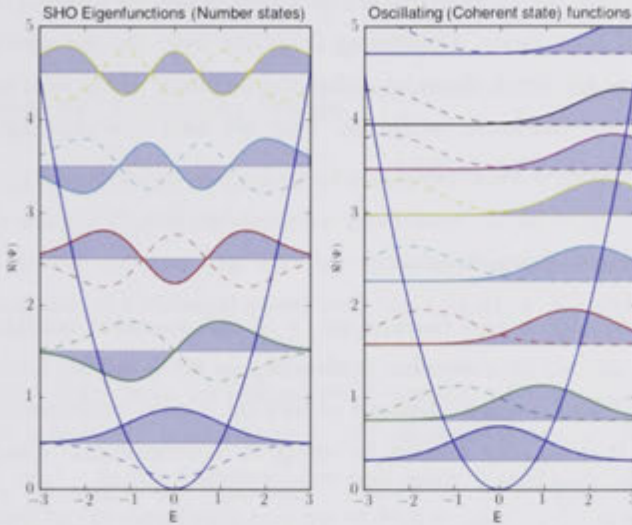 SHO Eigenfunctions (Number states)
5
4
3
2
1
0
ℜ(Ψ)
−3 −2 −1 0 1 2 3
E
Oscillating (Coherent state) functions
5
4
3
2
1
0
ℜ(Ψ)
−3 −2 −1 0 1 2 3
E